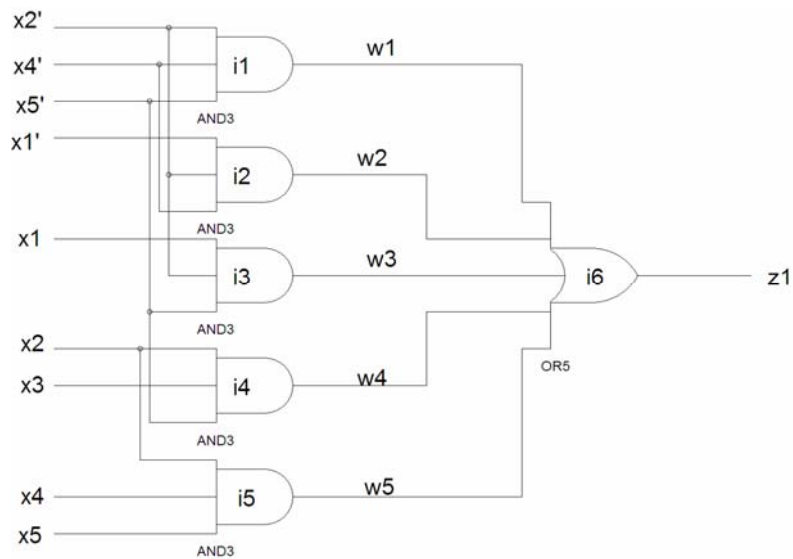 x2'
x4' i1 w1
x5'
AND3
x1'
i2 w2
AND3
x1
i3 w3 i6 z1
AND3
x2
x3 i4 w4
OR5
AND3
x4 i5 w5
x5
AND3